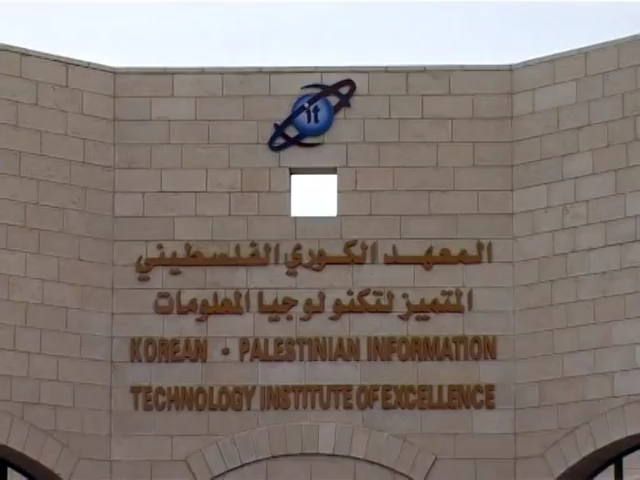 it
المعهد الكوري الفلسطيني
المتميز لتكنولوجيا المعلومات
KOREAN - PALESTINIAN INFORMATION
TECHNOLOGY INSTITUTE OF EXCELLENCE